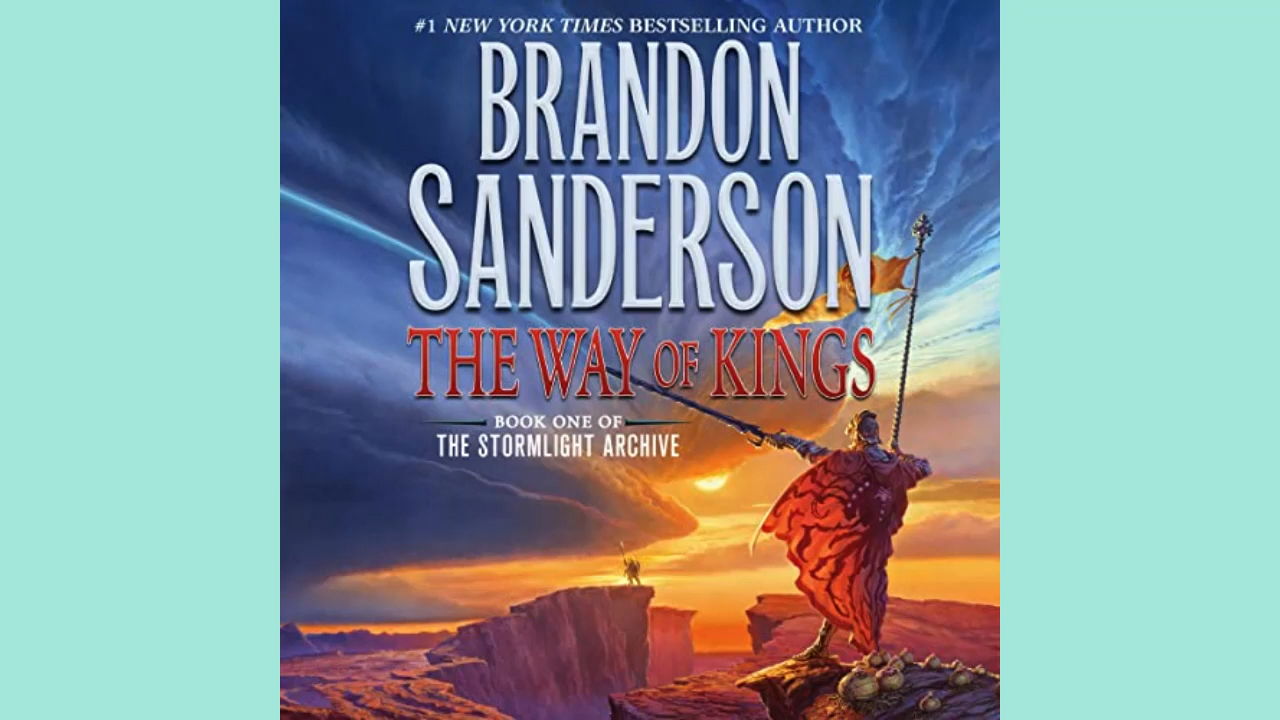 #1 NEW YORK TIMES BESTSELLING AUTHOR
BRANDON
SANDERSON
THE WAY OF KINGS
BOOK ONE OF
THE STORMLIGHT ARCHIVE